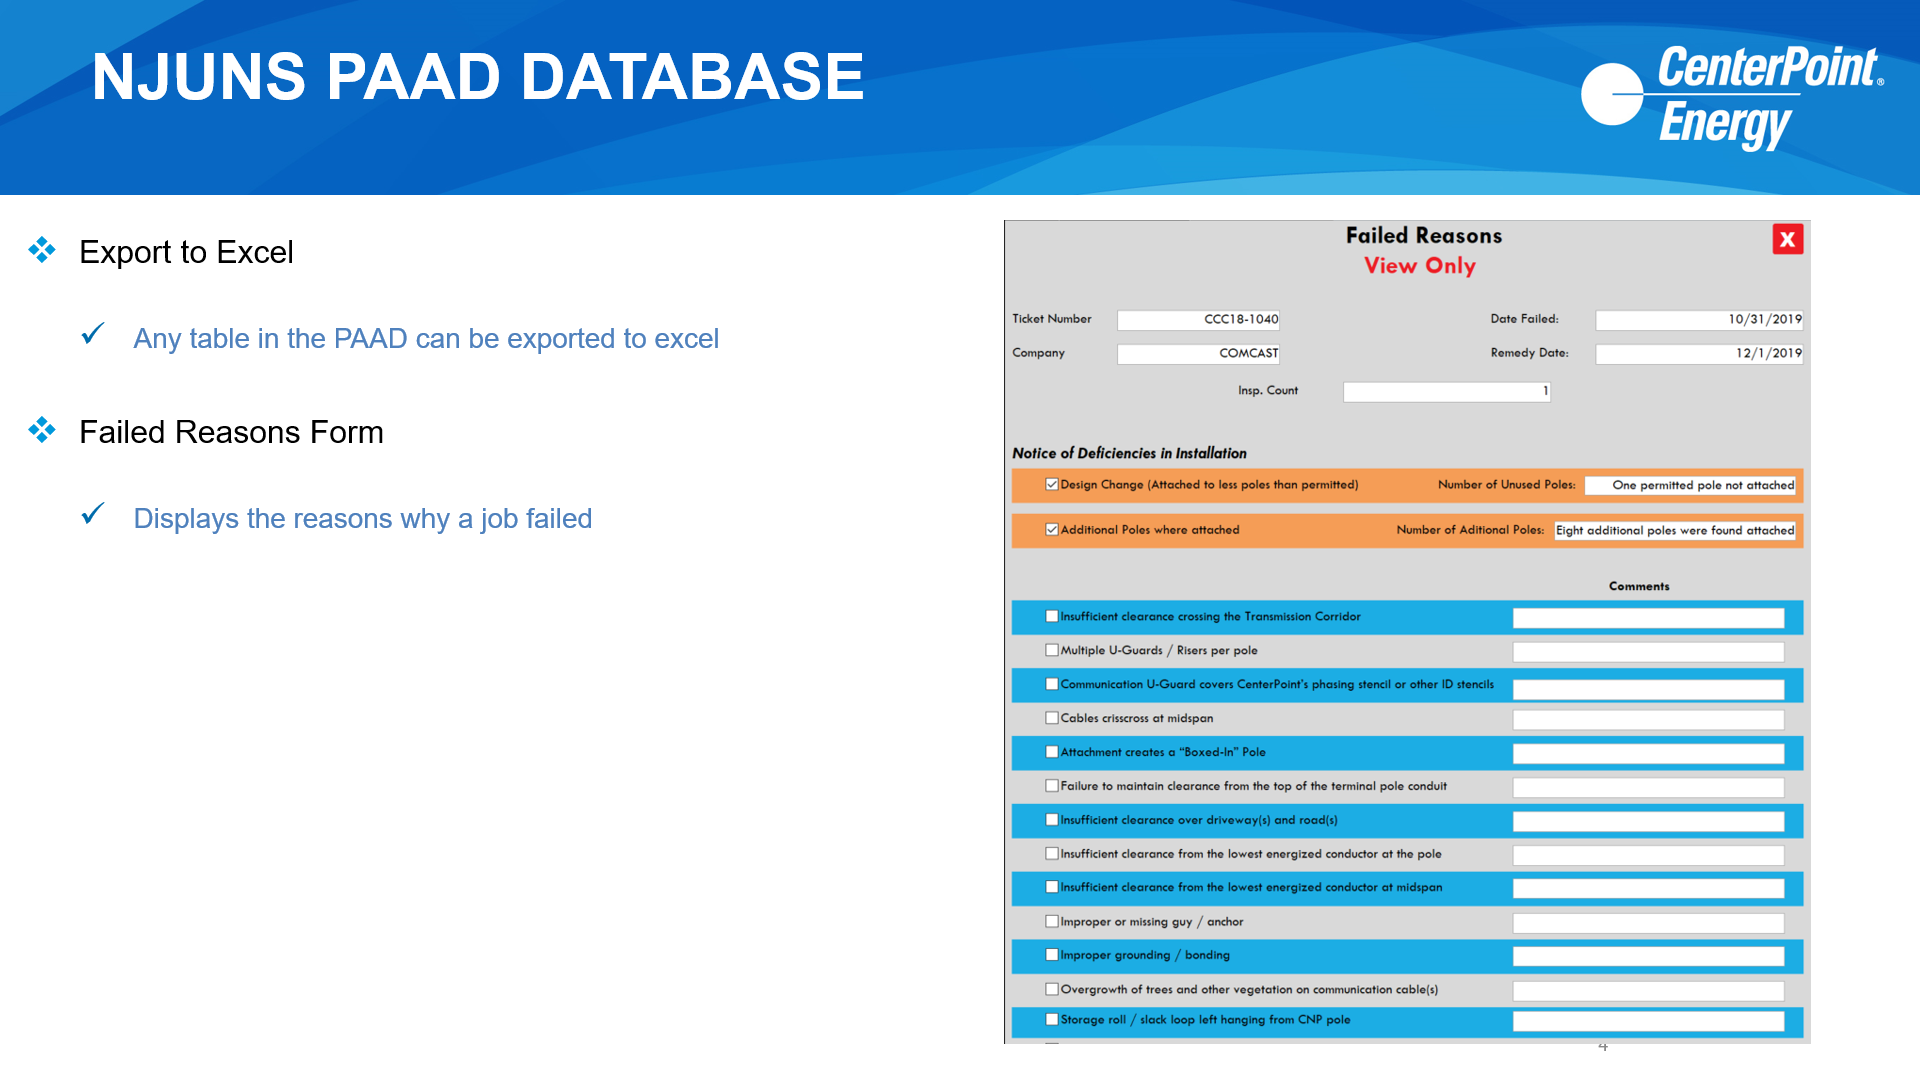 NJUNS PAAD DATABASE
CenterPoint®
Energy
Export to Excel
Any table in the PAAD can be exported to excel
Failed Reasons Form
Displays the reasons why a job failed
Failed Reasons
X
View Only
Ticket Number CCC18-1040 Date Failed: 10/31/2019
Company COMCAST Remedy Date: 12/1/2019
Insp. Count 1
Notice of Deficiencies in Installation
Design Change (Attached to less poles than permitted) Number of Unused Poles: One permitted pole not attached
Additional Poles where attached Number of Aditional Poles: Eight additional poles were found attached
Comments
Insufficient clearance crossing the Transmission Corridor
Multiple U-Guards / Risers per pole
Communication U-Guard covers CenterPoint's phasing stencil or other ID stencils
Cables crisscross at midspan
Attachment creates a “Boxed-In” Pole
Failure to maintain clearance from the top of the terminal pole conduit
Insufficient clearance over driveway(s) and road(s)
Insufficient clearance from the lowest energized conductor at the pole
Insufficient clearance from the lowest energized conductor at midspan
Improper or missing guy / anchor
Improper grounding / bonding
Overgrowth of trees and other vegetation on communication cable(s)
Storage roll / slack loop left hanging from CNP pole
4